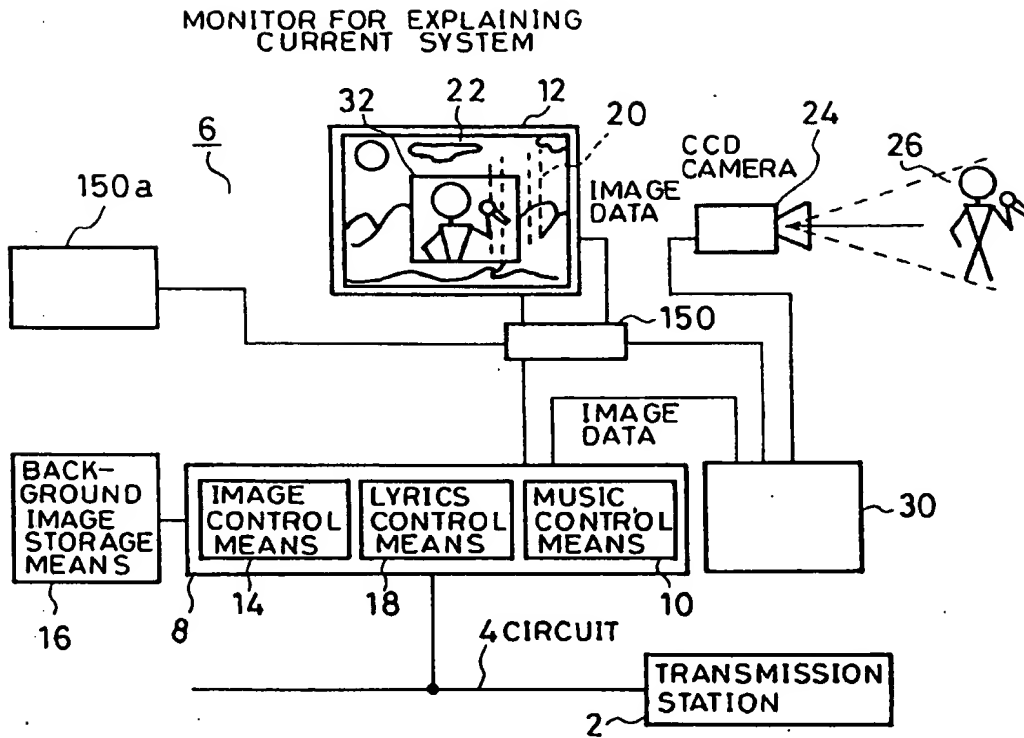 MONITOR FOR EXPLAINING
CURRENT SYSTEM
32
22
12
20
24
6
CCD
CAMERA
26
150a
IMAGE
DATA
150
IMAGE
DATA
BACK-
GROUND
IMAGE
STORAGE
MEANS
IMAGE
CONTROL
MEANS
LYRICS
CONTROL
MEANS
MUSIC
CONTROL
MEANS
30
16
8
14
18
10
4 CIRCUIT
TRANSMISSION
STATION
2